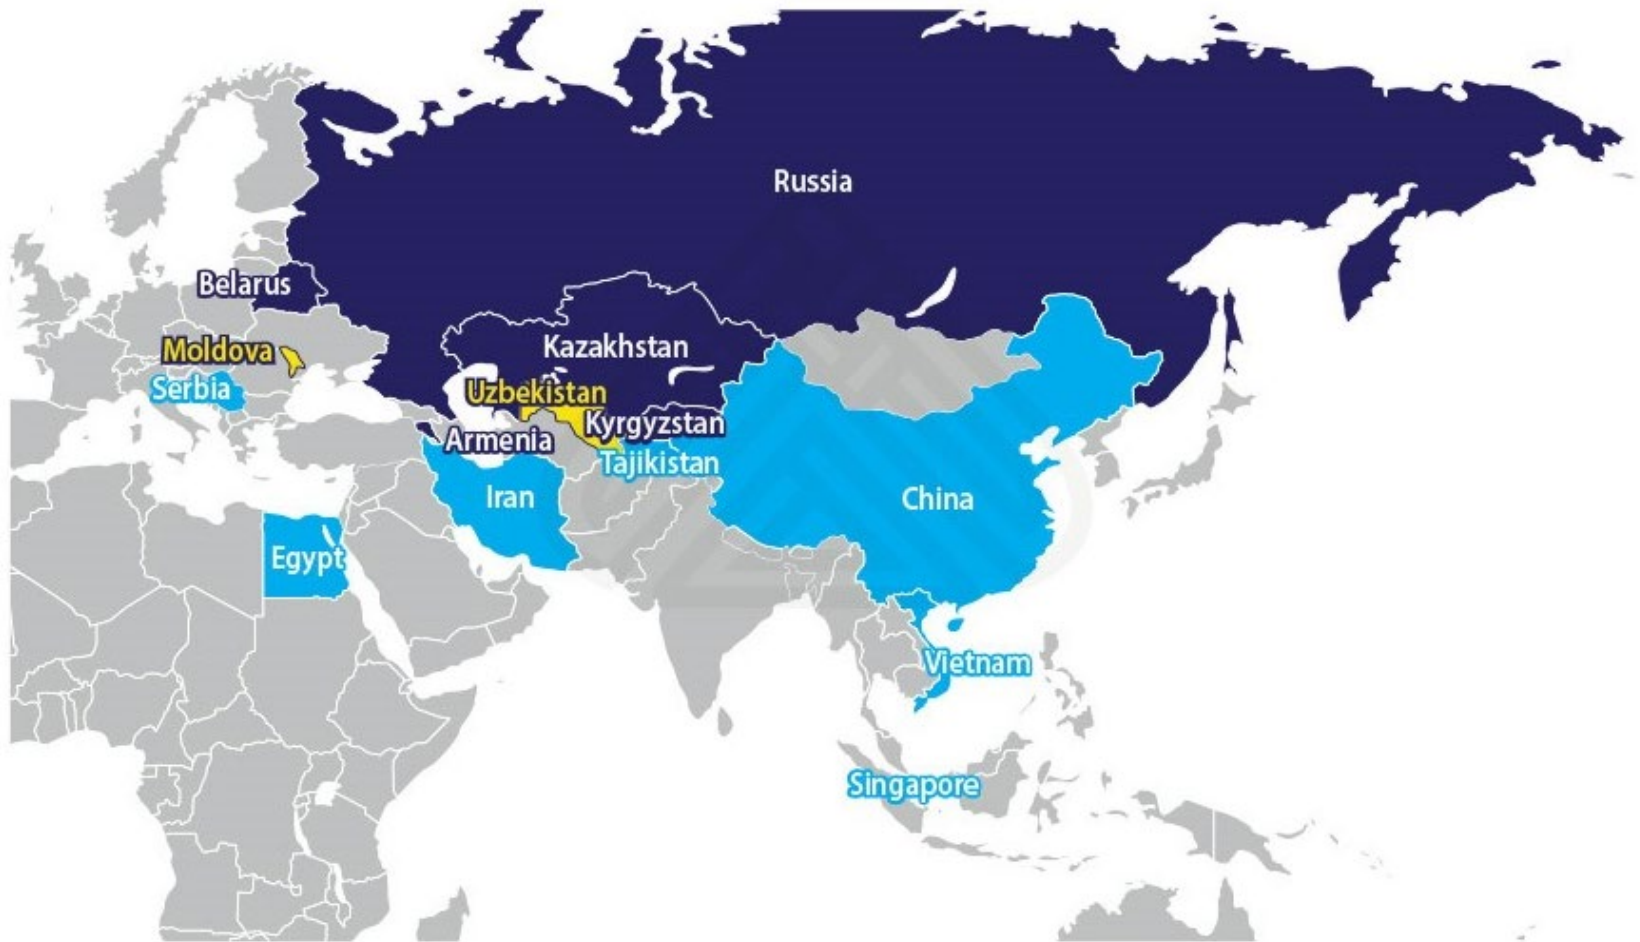 Russia
Belarus
Kazakhstan
Moldova
Serbia
Uzbekistan
Kyrgyzstan
Armenia
Tajikistan
Iran
China
Egypt
Vietnam
Singapore